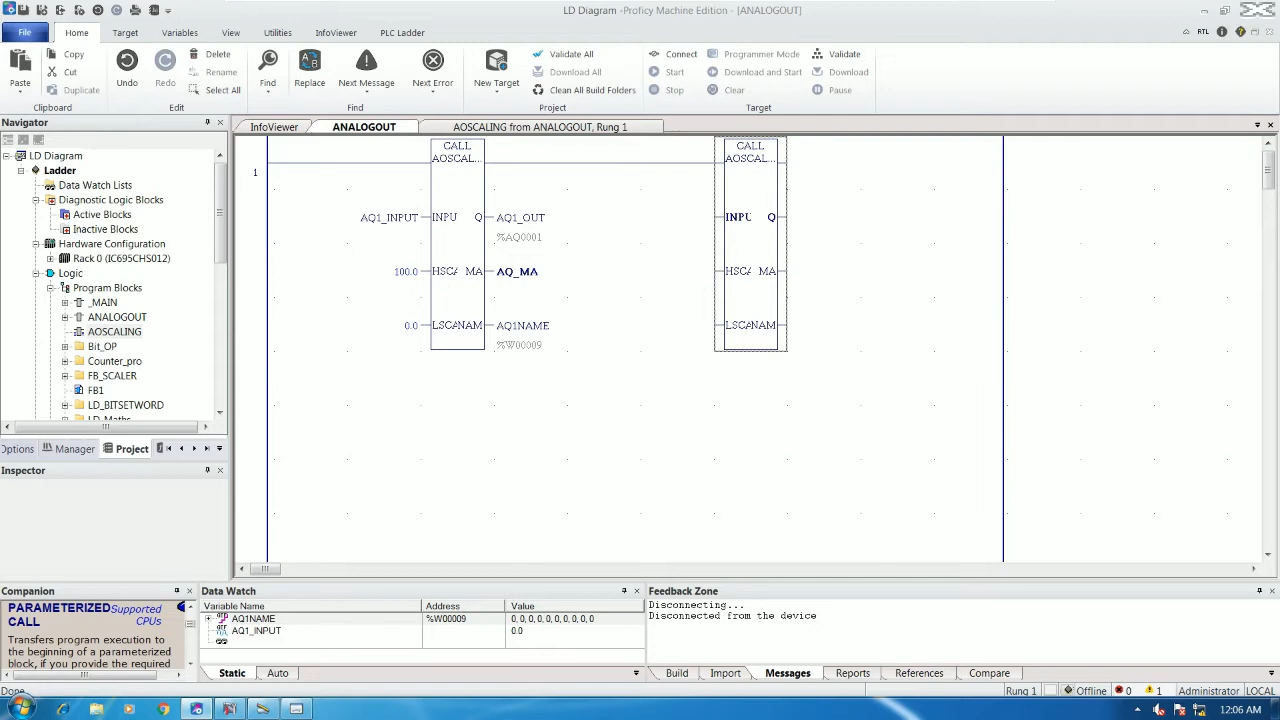 LD Diagram -Proficy Machine Edition - [ANALOGOUT]
File Home Target Variables View Utilities InfoViewer PLC Ladder RTL
Paste Copy Cut Duplicate Undo Redo Delete Rename Select All Find Replace Next Message Next Error New Target Validate All Download All Clean All Build Folders Connect Start Stop Programmer Mode Download and Start Clear Validate Download Pause
Clipboard Edit Find Project Target
Navigator
LD Diagram
Ladder
Data Watch Lists
Diagnostic Logic Blocks
Active Blocks
Inactive Blocks
Hardware Configuration
Rack 0 (IC695CHS012)
Logic
Program Blocks
_MAIN
ANALOGOUT
AOSCALING
Bit_OP
Counter_pro
FB_SCALER
FB1
LD_BITSETWORD
LD_Maths
Options Manager Project
Inspector
InfoViewer ANALOGOUT AOSCALING from ANALOGOUT, Rung 1
CALL CALL
AOSCAL... AOSCAL...
1
AQ1_INPUT INPU Q AQ1_OUT INPU Q
%AQ0001
100.0 HSCA MA AQ_MA HSCA MA
0.0 LSCANAM AQ1NAME LSCANAM
%W00009
Companion
PARAMETERIZED CALL Supported CPUs
Transfers program execution to
the beginning of a parameterized
block, if you provide the required
Data Watch
Variable Name Address Value
AQ1NAME %W00009 0, 0, 0, 0, 0, 0, 0, 0, 0, 0
AQ1_INPUT 0.0
Static Auto
Feedback Zone
Disconnecting...
Disconnected from the device
Build Import Messages Reports References Compare
Done Rung 1 Offline 0 1 Administrator LOCAL
12:06 AM